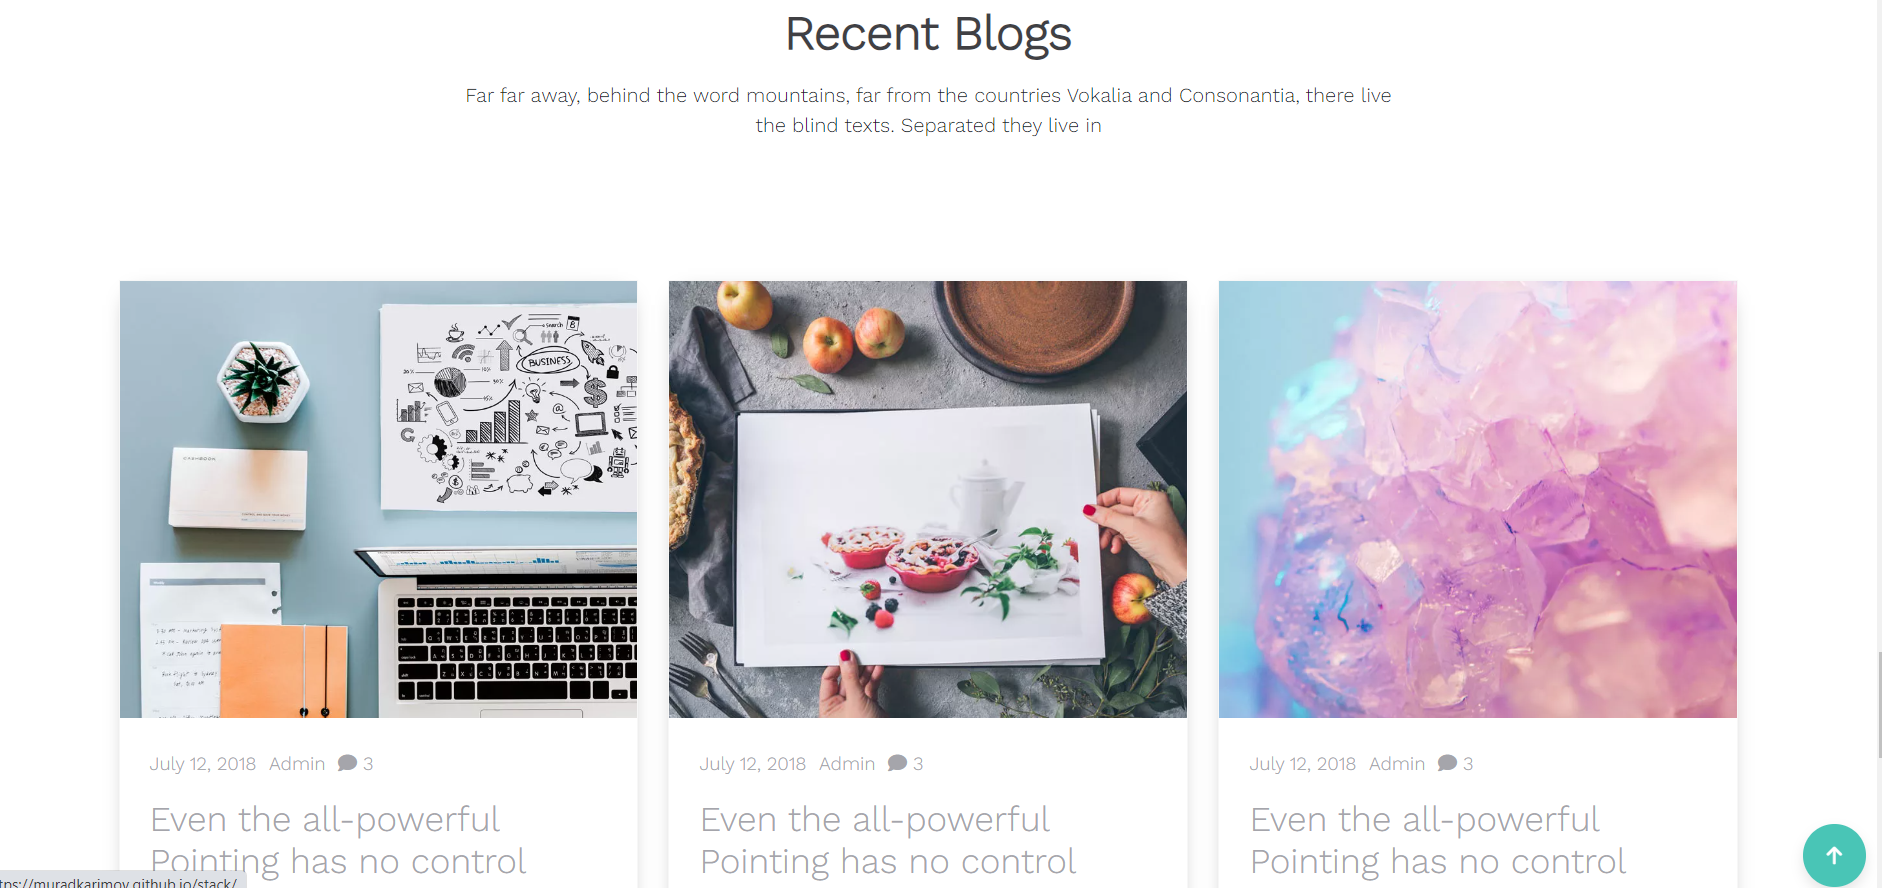 Recent Blogs
Far far away, behind the word mountains, far from the countries Vokalia and Consonantia, there live
the blind texts. Separated they live in
Search
BUSINESS
July 12, 2018 Admin 3
July 12, 2018 Admin 3
July 12, 2018 Admin 3
Even the all-powerful
Pointing has no control
Even the all-powerful
Pointing has no control
Even the all-powerful
Pointing has no control
tps://muradkarimov.github.io/stack/